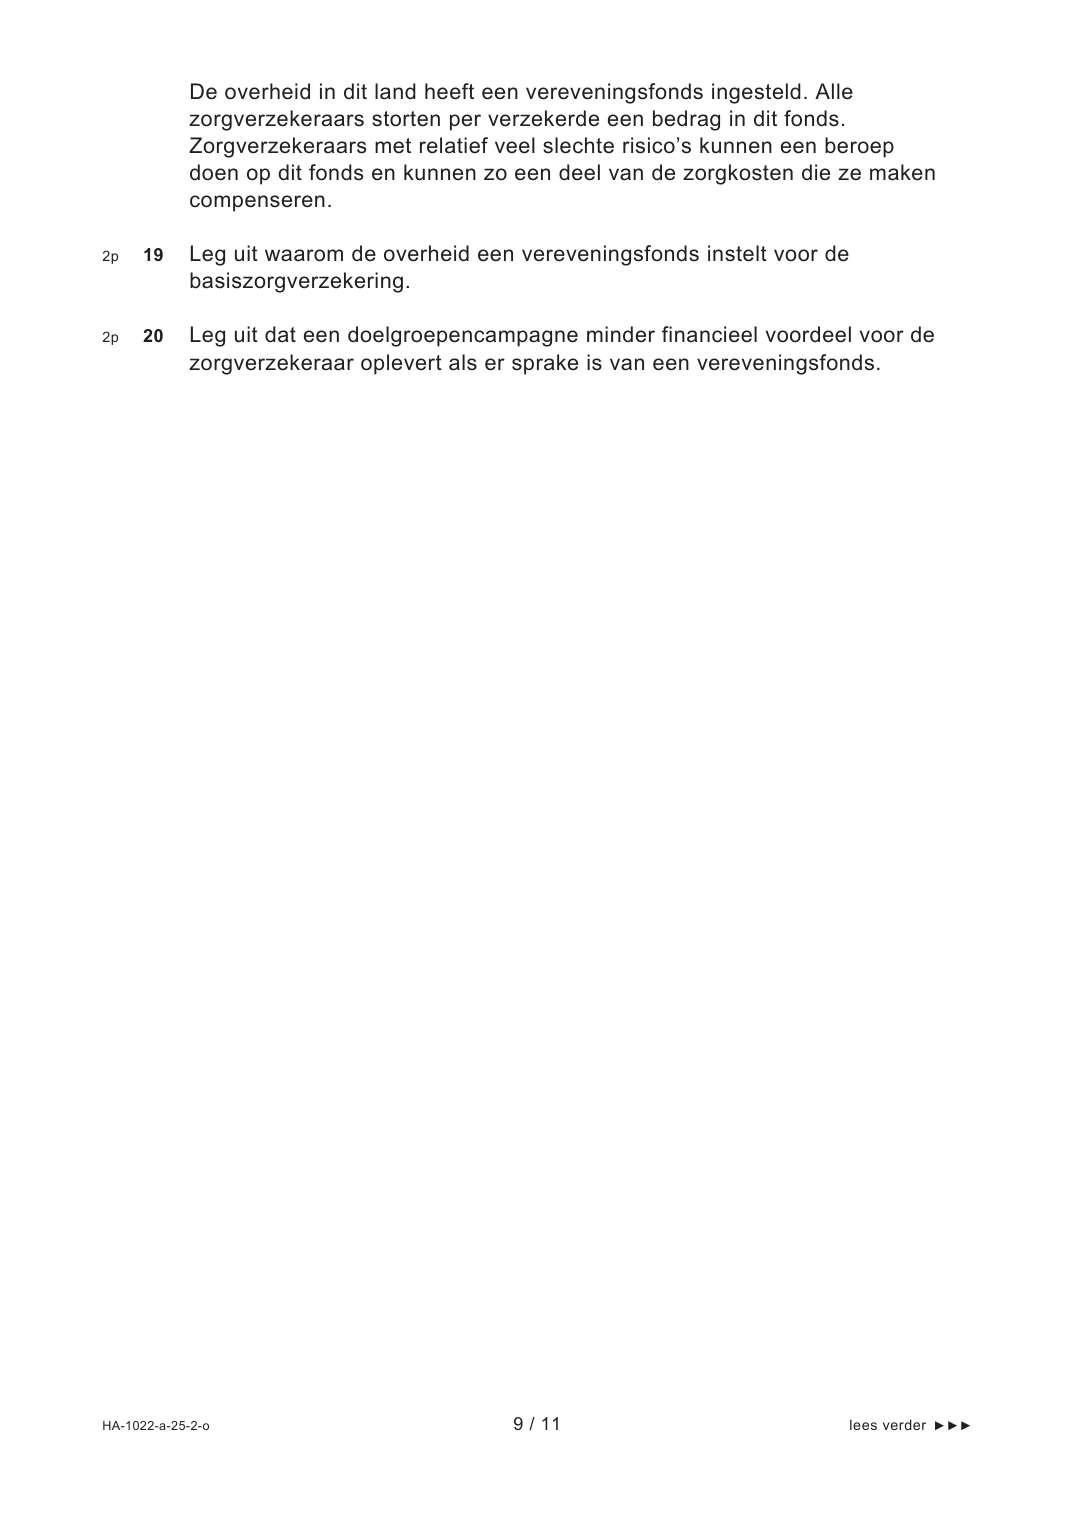 De overheid in dit land heeft een vereveningsfonds ingesteld. Alle
zorgverzekeraars storten per verzekerde een bedrag in dit fonds.
Zorgverzekeraars met relatief veel slechte risico’s kunnen een beroep
doen op dit fonds en kunnen zo een deel van de zorgkosten die ze maken
compenseren.
2p 19 Leg uit waarom de overheid een vereveningsfonds instelt voor de
basiszorgverzekering.
2p 20 Leg uit dat een doelgroepencampagne minder financieel voordeel voor de
zorgverzekeraar oplevert als er sprake is van een vereveningsfonds.
HA-1022-a-25-2-o 9 / 11 lees verder ►►►